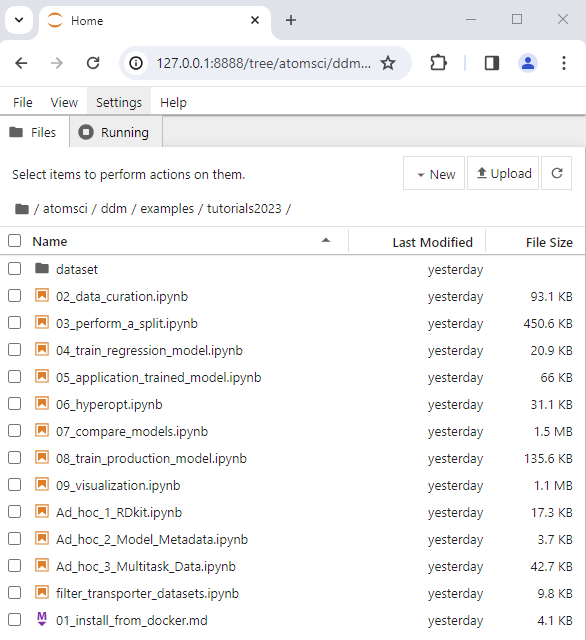 Home
127.0.0.1:8888/tree/atomsci/ddm...
File View Settings Help
Files Running
Select items to perform actions on them. New Upload
/ atomsci / ddm / examples / tutorials2023 /
Name Last Modified File Size
dataset yesterday
02_data_curation.ipynb yesterday 93.1 KB
03_perform_a_split.ipynb yesterday 450.6 KB
04_train_regression_model.ipynb yesterday 20.9 KB
05_application_trained_model.ipynb yesterday 66 KB
06_hyperopt.ipynb yesterday 31.1 KB
07_compare_models.ipynb yesterday 1.5 MB
08_train_production_model.ipynb yesterday 135.6 KB
09_visualization.ipynb yesterday 1.1 MB
Ad_hoc_1_RDkit.ipynb yesterday 17.3 KB
Ad_hoc_2_Model_Metadata.ipynb yesterday 3.7 KB
Ad_hoc_3_Multitask_Data.ipynb yesterday 42.7 KB
filter_transporter_datasets.ipynb yesterday 9.8 KB
M 01_install_from_docker.md yesterday 4.1 KB